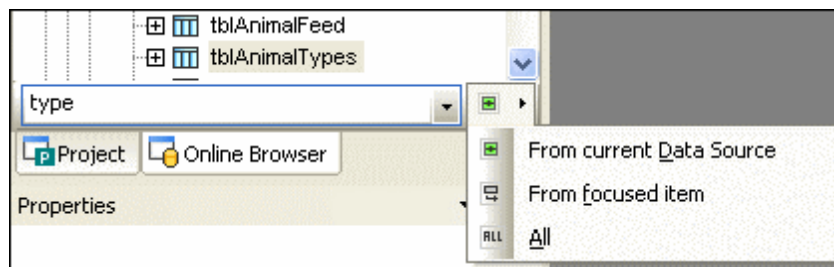 tblAnimalFeed
tblAnimalTypes
type
Project
Online Browser
From current Data Source
Properties
From focused item
ALL All